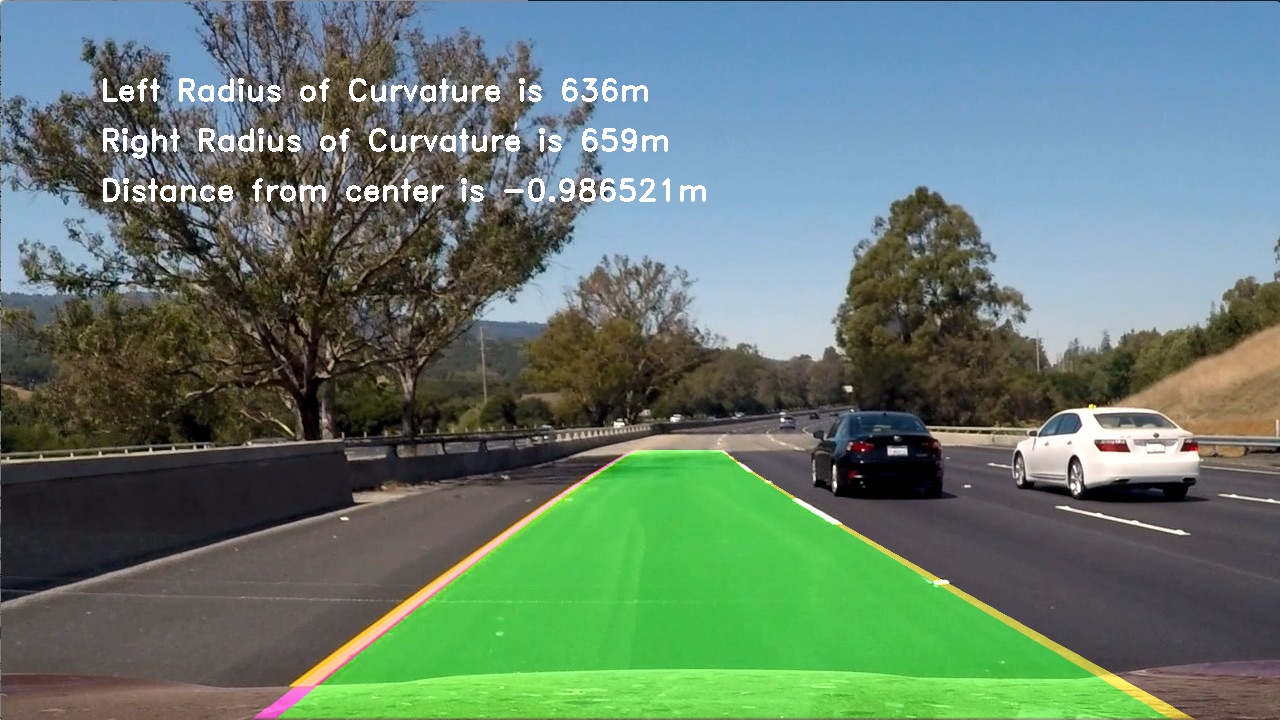 Left Radius of Curvature is 636m
Right Radius of Curvature is 659m
Distance from center is -0.986521m